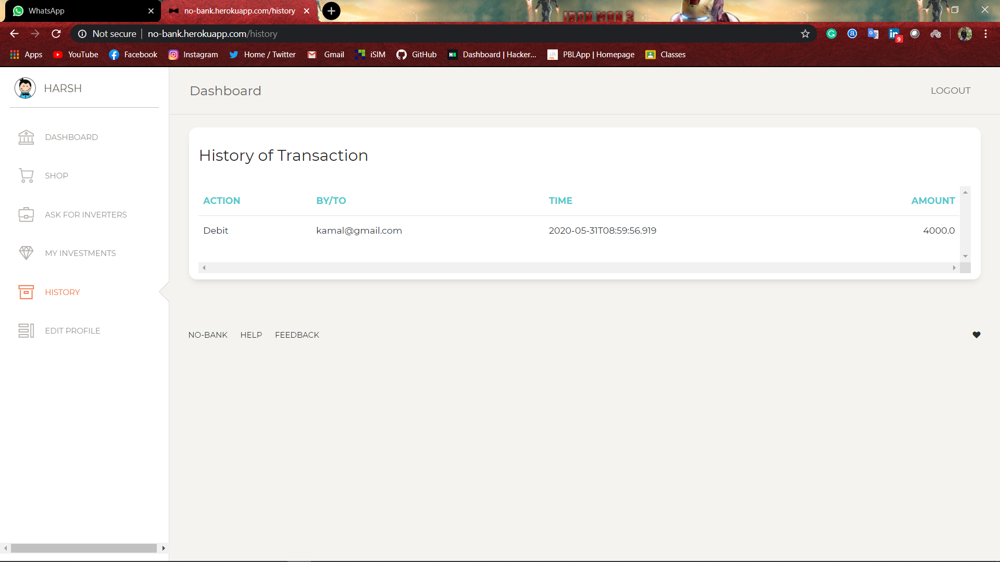 WhatsApp
no-bank.herokuapp.com/history
IRON MAN 3
Not secure
no-bank.herokuapp.com/history
9
Apps
YouTube
Facebook
Instagram
Home / Twitter
Gmail
iSIM
GitHub
Dashboard | Hacker...
PBLApp | Homepage
Classes
HARSH
Dashboard
LOGOUT
DASHBOARD
SHOP
ASK FOR INVERTERS
MY INVESTMENTS
HISTORY
EDIT PROFILE
History of Transaction
ACTION BY/TO TIME AMOUNT
Debit kamal@gmail.com 2020-05-31T08:59:56.919 4000.0
NO-BANK HELP FEEDBACK